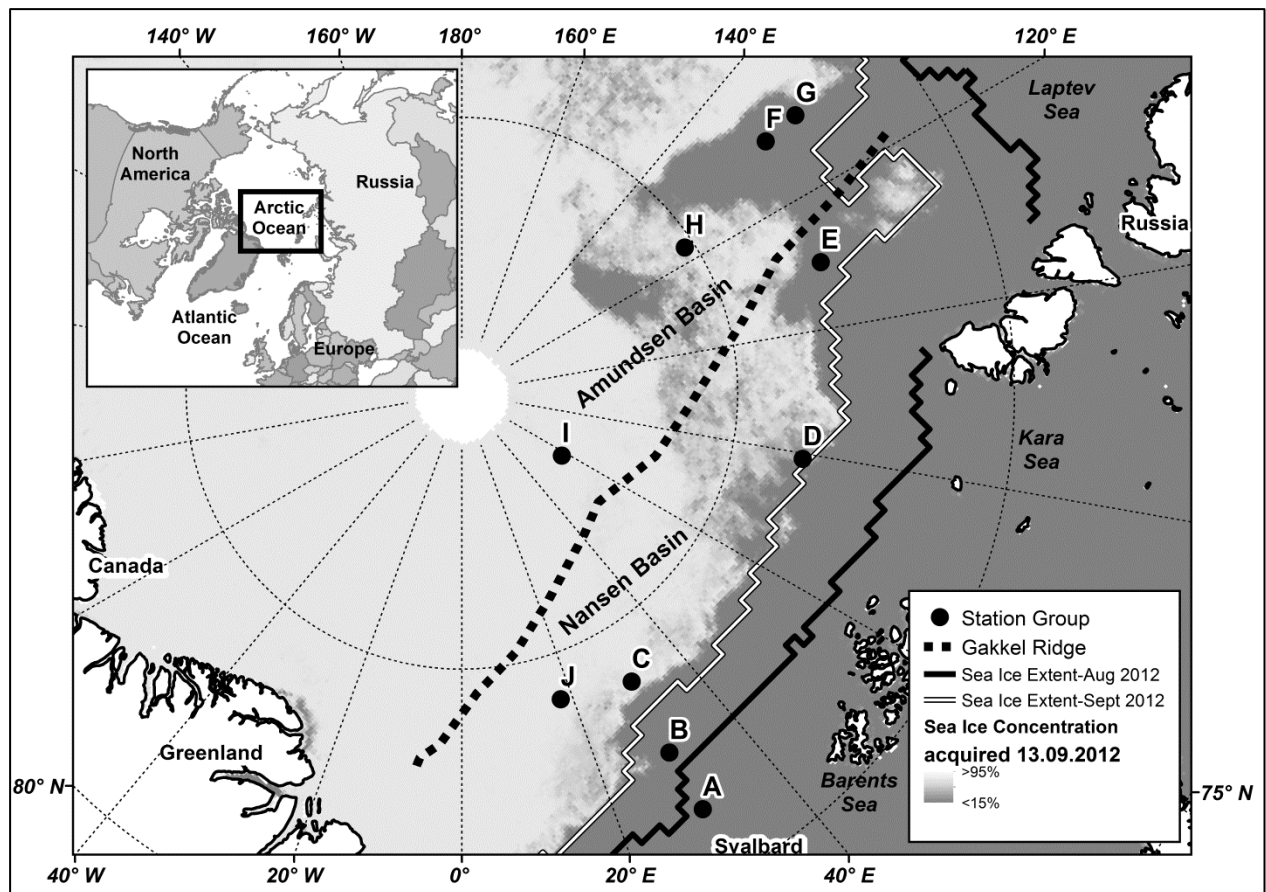 140° W
160° W
180°
160° E
140° E
120° E
North
America
Russia
Arctic
Ocean
Atlantic
Ocean
Europe
Laptev
Sea
G
F
H
E
Russia
Amundsen Basin
I
D
Kara
Sea
Nansen Basin
Canada
C
J
B
Greenland
A
Barents
Sea
Svalbard
Station Group
Gakkel Ridge
Sea Ice Extent-Aug 2012
Sea Ice Extent-Sept 2012
Sea Ice Concentration
acquired 13.09.2012
>95%
<15%
80° N
75° N
40° W
20° W
0°
20° E
40° E